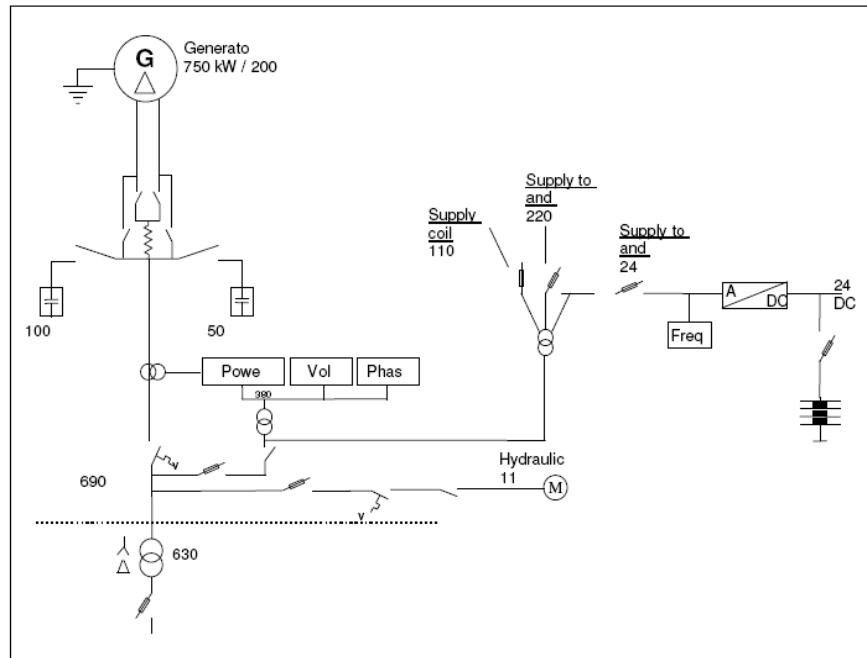 Generato
G
750 kW / 200
Supply to
and
220
Supply
coil
110
Supply to
and
24
A
DC
24
DC
Freq
100
50
Powe
Vol
Phas
380
Hydraulic
11
M
690
v
v
630